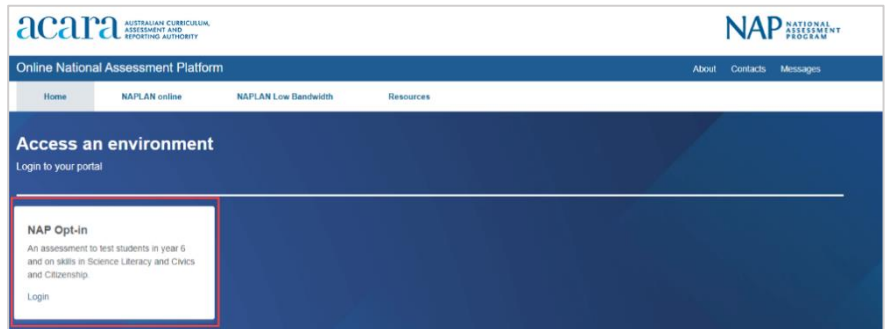 acara AUSTRALIAN CURRICULUM,
ASSESSMENT AND
REPORTING AUTHORITY
NAP NATIONAL
ASSESSMENT
PROGRAM
Online National Assessment Platform
About Contacts Messages
Home NAPLAN online NAPLAN Low Bandwidth Resources
Access an environment
Login to your portal
NAP Opt-in
An assessment to test students in year 6
and on skills in Science Literacy and Civics
and Citizenship.
Login